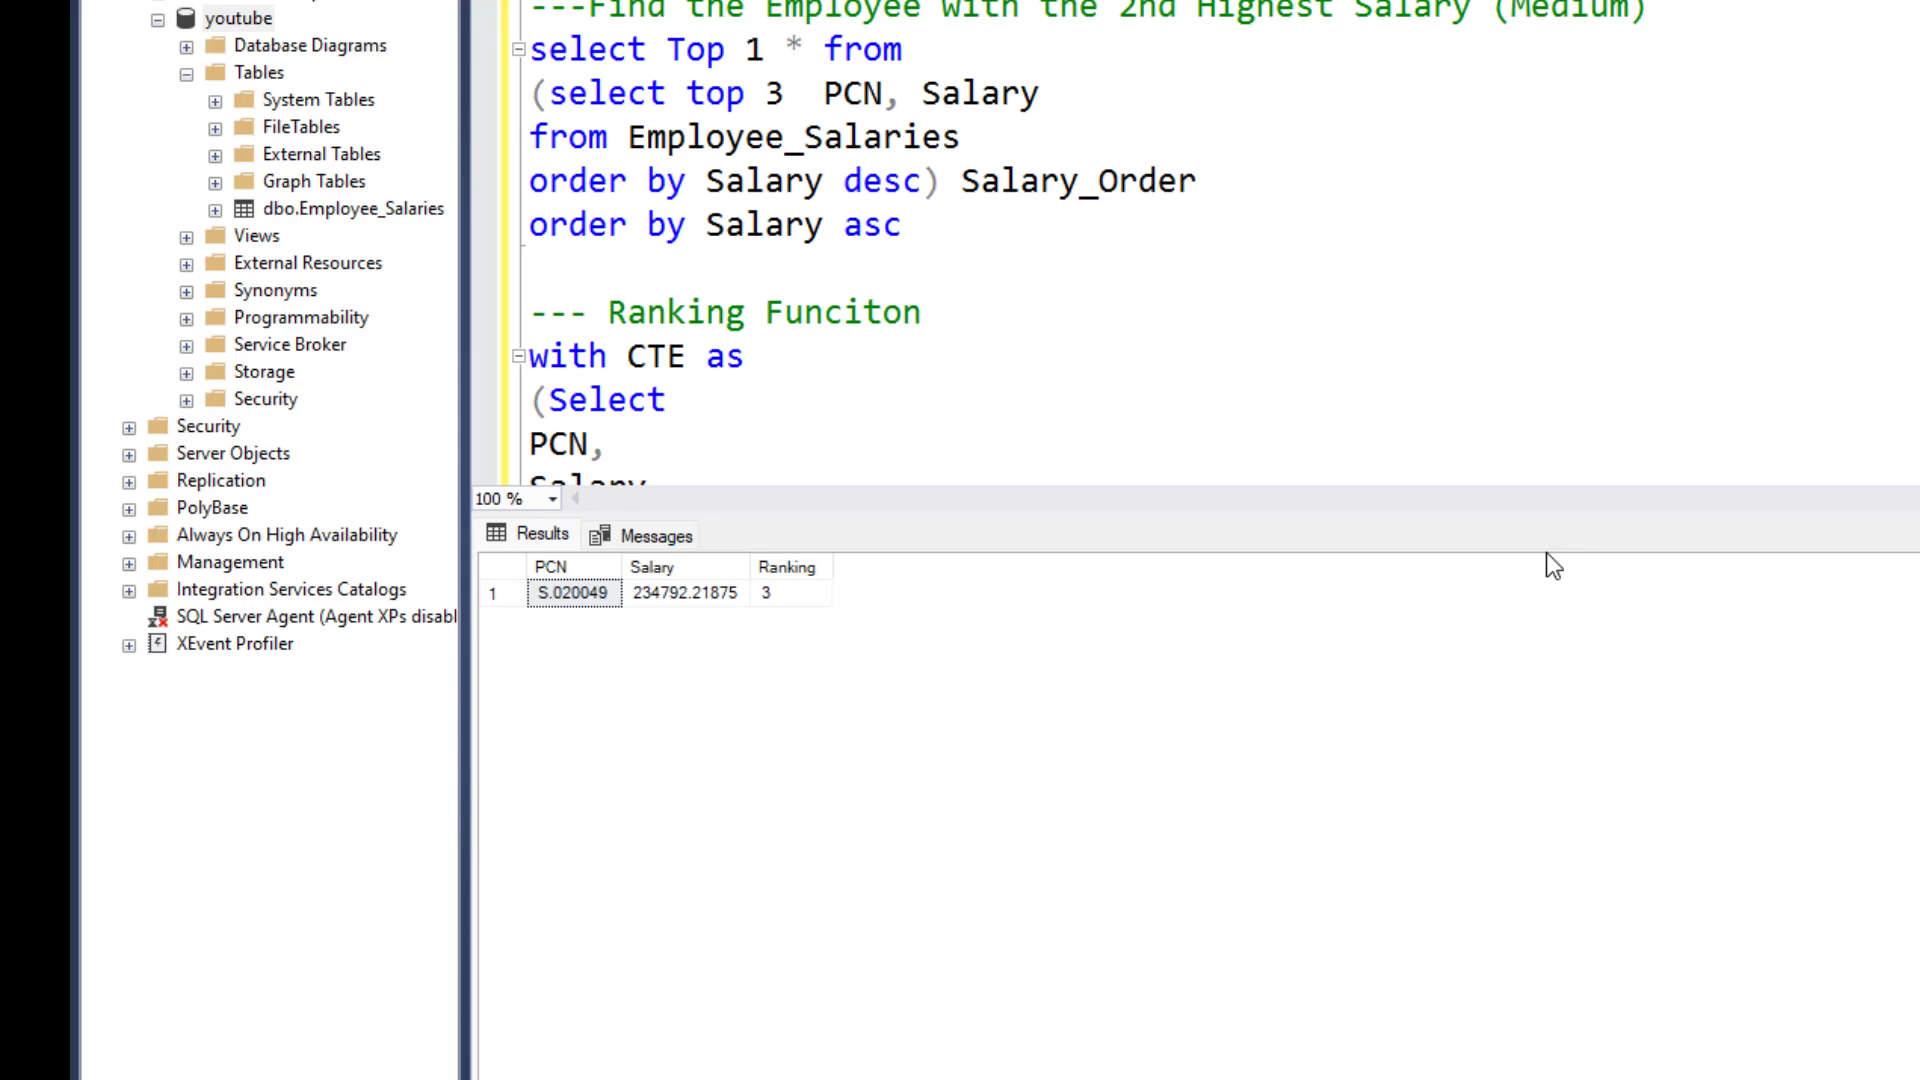 youtube
Database Diagrams
Tables
System Tables
FileTables
External Tables
Graph Tables
dbo.Employee_Salaries
Views
External Resources
Synonyms
Programmability
Service Broker
Storage
Security
Security
Server Objects
Replication
PolyBase
Always On High Availability
Management
Integration Services Catalogs
SQL Server Agent (Agent XPs disabl
XEvent Profiler
---Find the Employee with the 2nd Highest Salary (Medium)
select Top 1 * from
(select top 3  PCN, Salary
from Employee_Salaries
order by Salary desc) Salary_Order
order by Salary asc
--- Ranking Funciton
with CTE as
(Select
PCN,
Salary
100 %
Results Messages
PCN Salary Ranking
1 S.020049 234792.21875 3